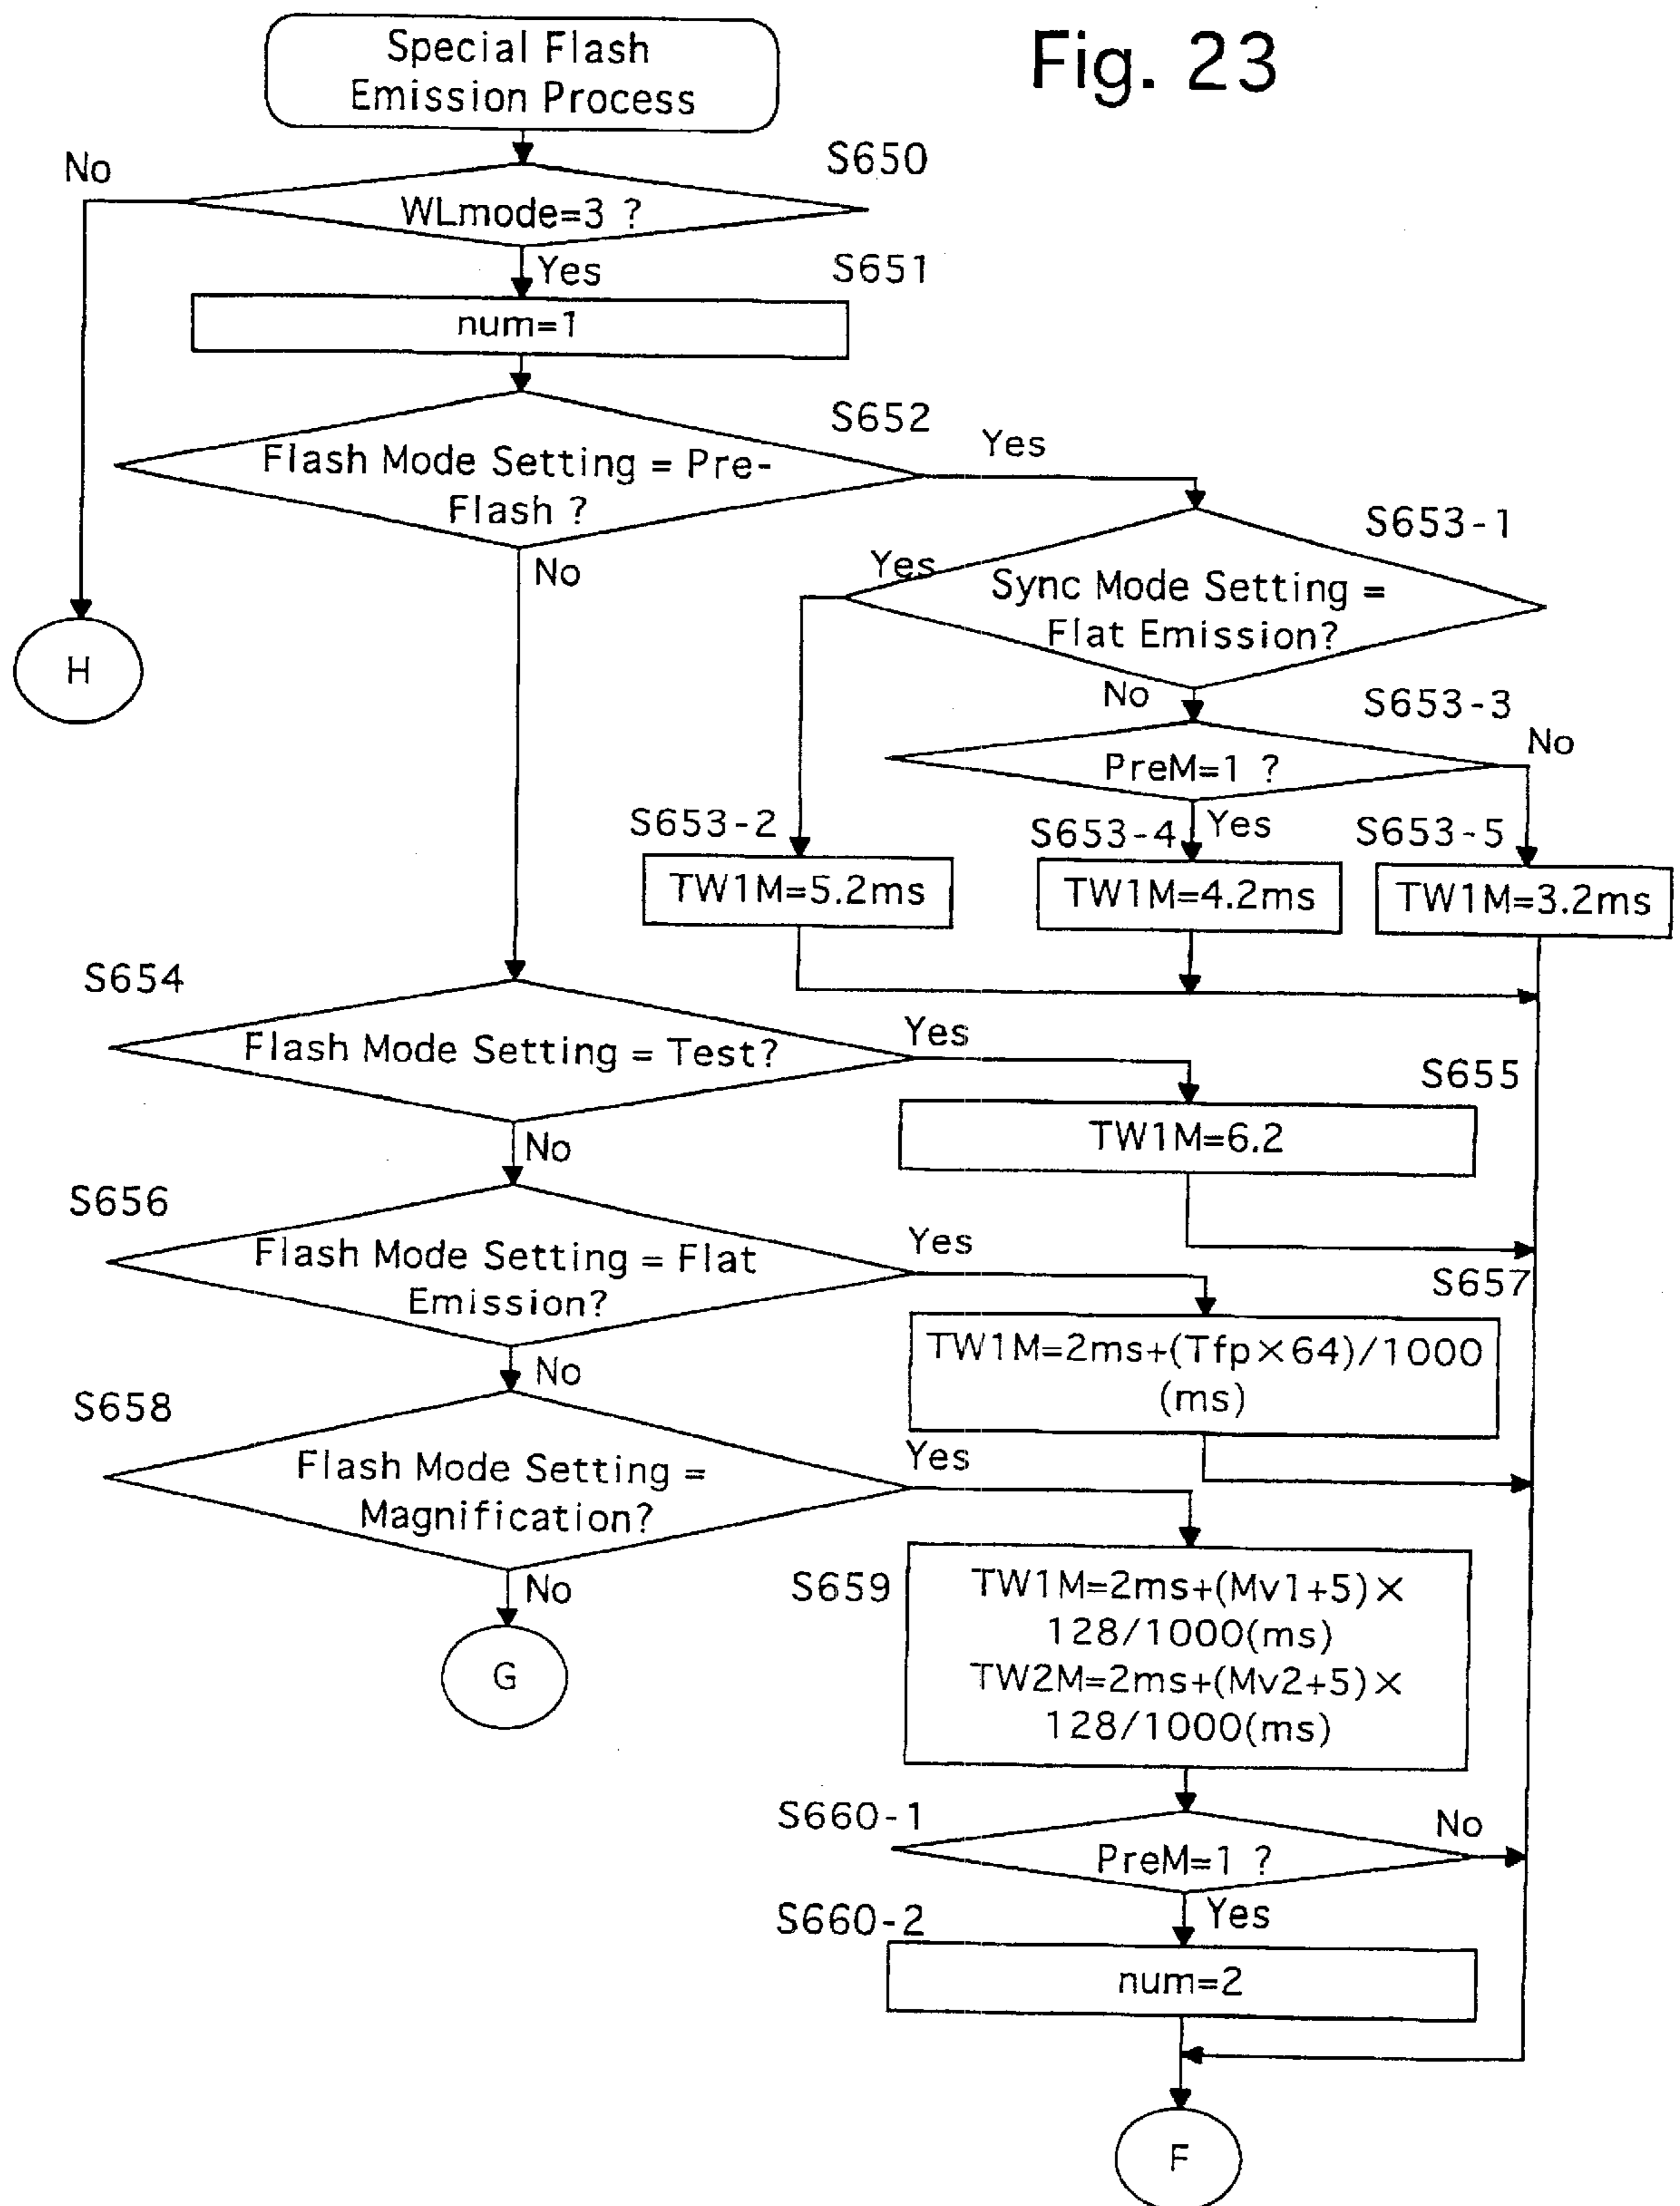 Fig. 23
Special Flash
Emission Process
S650
No
WLmode=3 ?
Yes
S651
num=1
S652
Flash Mode Setting = Pre-
Flash ?
Yes
No
S653-1
Yes
Sync Mode Setting =
Flat Emission?
H
No
S653-3
PreM=1 ?
No
S653-2
S653-4
Yes
S653-5
TW1M=5.2ms
TW1M=4.2ms
TW1M=3.2ms
S654
Flash Mode Setting = Test?
Yes
S655
TW1M=6.2
No
S656
Flash Mode Setting = Flat
Emission?
Yes
S657
TW1M=2ms+(Tfp×64)/1000
(ms)
No
S658
Flash Mode Setting =
Magnification?
Yes
No
S659
TW1M=2ms+(Mv1+5)×
128/1000(ms)
TW2M=2ms+(Mv2+5)×
128/1000(ms)
G
S660-1
PreM=1 ?
No
Yes
S660-2
num=2
F